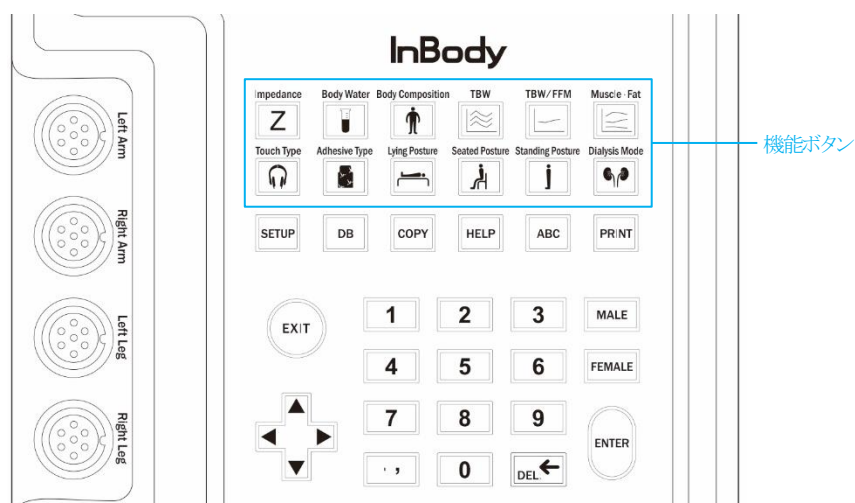 InBody
Impedance Body Water Body Composition TBW TBW/FFM Muscle·Fat
Z
Touch Type Adhesive Type Lying Posture Seated Posture Standing Posture Dialysis Mode
機能ボタン
SETUP DB COPY HELP ABC PRINT
Left Arm
Right Arm
Left Leg
Right Leg
EXIT
1 2 3 MALE
4 5 6 FEMALE
7 8 9
ENTER
. , 0 DEL.